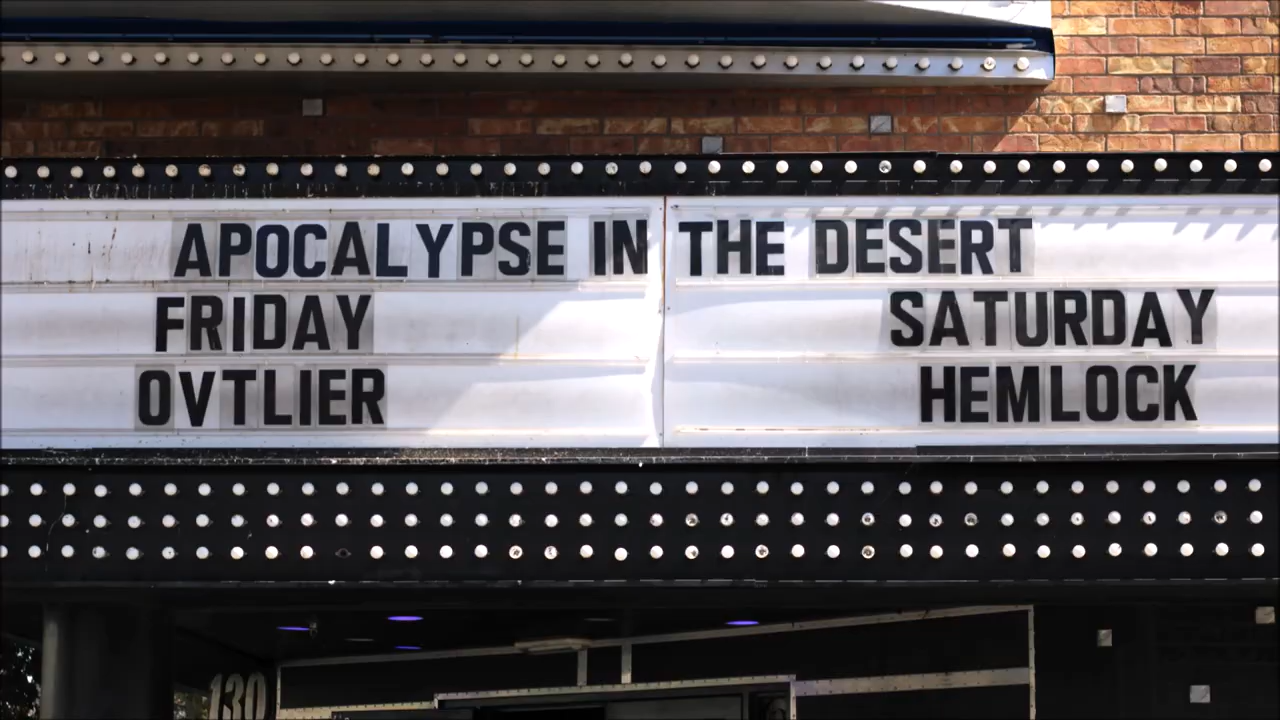 APOCALYPSE IN THE DESERT
FRIDAY SATURDAY
OVTLIER HEMLOCK
130